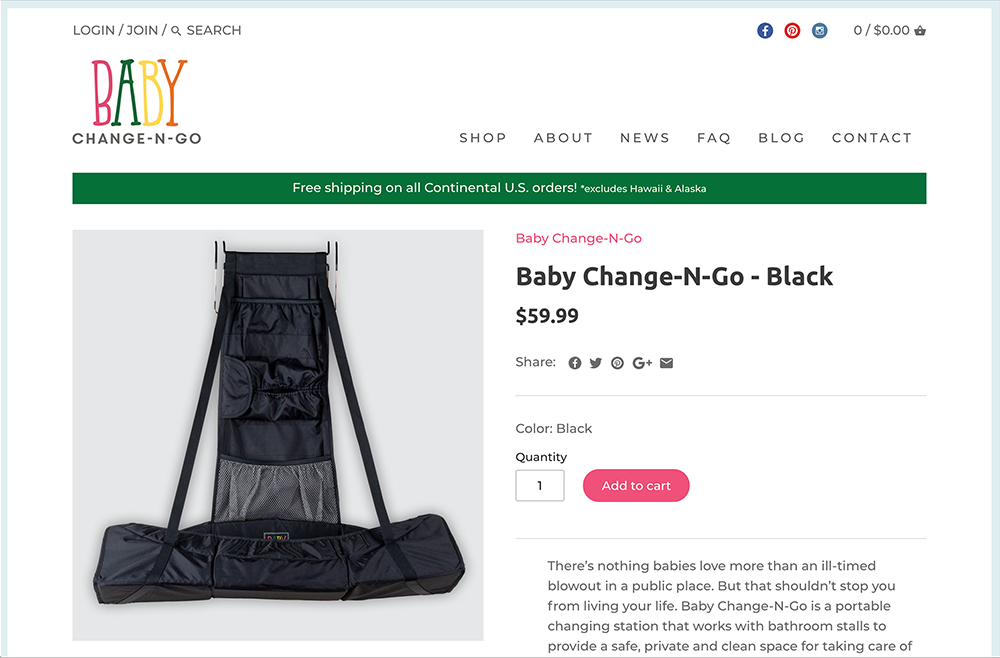 LOGIN / JOIN / SEARCH
0 / $0.00
BABY
CHANGE-N-GO
SHOP ABOUT NEWS FAQ BLOG CONTACT
Free shipping on all Continental U.S. orders! *excludes Hawaii & Alaska
Baby Change-N-Go
Baby Change-N-Go - Black
$59.99
Share:
Color: Black
Quantity
1
Add to cart
BABY
There’s nothing babies love more than an ill-timed
blowout in a public place. But that shouldn’t stop you
from living your life. Baby Change-N-Go is a portable
changing station that works with bathroom stalls to
provide a safe, private and clean space for taking care of